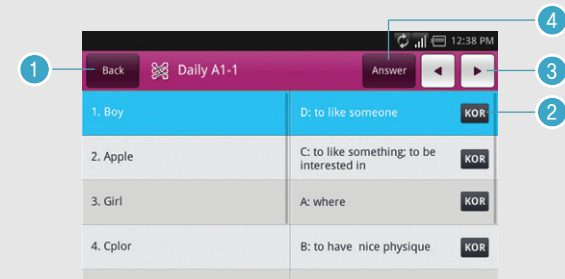 4
12:38 PM
1 Back Daily A1-1 Answer 3
1. Boy D: to like someone KOR 2
2. Apple C: to like something; to be
interested in KOR
3. Girl A: where KOR
4. Cplor B: to have nice physique KOR